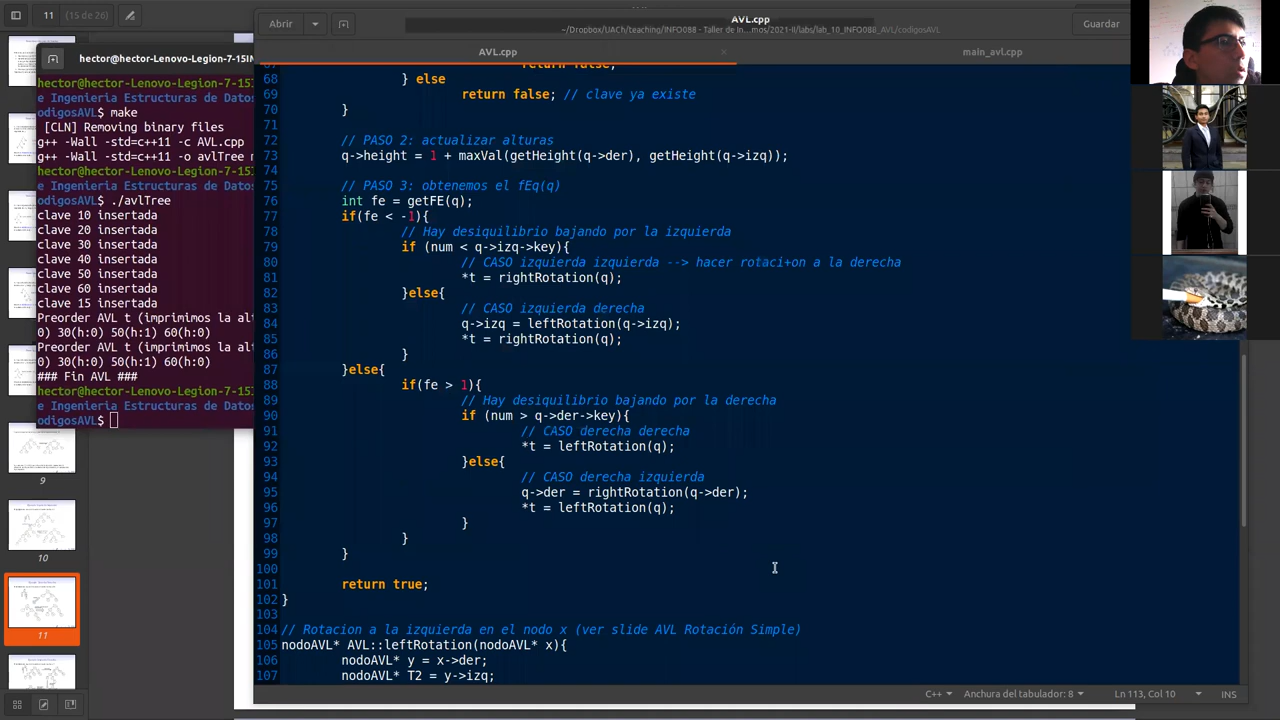 11 (15 de 26)
Abrir
AVL.cpp
~/Dropbox/UACh/teaching/INFO088 - Taller de In...mos/2021-II/labs/lab_10_INFO088_AVL/codigosAVL
Guardar
AVL.cpp
main_avl.cpp
hector@hector-Lenovo-Legion-7-15I
hector@hector-Lenovo-Legion-7-15
e Ingenieria Estructuras de Datos
odigosAVL$ make
[CLN] Removing binary files
g++ -Wall -std=c++11 -c AVL.cpp
g++ -Wall -std=c++11 -o avlTree
hector@hector-Lenovo-Legion-7-15
e Ingenieria Estructuras de Datos
odigosAVL$ ./avlTree
clave 10 insertada
clave 20 insertada
clave 30 insertada
clave 40 insertada
clave 50 insertada
clave 60 insertada
clave 15 insertada
Preorder AVL t (imprimimos la al
0) 30(h:0) 50(h:1) 60(h:0)
Preorder AVL t (imprimimos la al
0) 30(h:0) 50(h:1) 60(h:0)
### Fin AVL ###
hector@hector-Lenovo-Legion-7-15
e Ingenieria Estructuras de Datos
odigosAVL$
9
10
11
67 return false;
68 } else
69 return false; // clave ya existe
70 }
71
72 // PASO 2: actualizar alturas
73 q->height = 1 + maxVal(getHeight(q->der), getHeight(q->izq));
74
75 // PASO 3: obtenemos el fEq(q)
76 int fe = getFE(q);
77 if(fe < -1){
78 // Hay desiquilibrio bajando por la izquierda
79 if (num < q->izq->key){
80 // CASO izquierda izquierda --> hacer rotaci+on a la derecha
81 *t = rightRotation(q);
82 }else{
83 // CASO izquierda derecha
84 q->izq = leftRotation(q->izq);
85 *t = rightRotation(q);
86 }
87 }else{
88 if(fe > 1){
89 // Hay desiquilibrio bajando por la derecha
90 if (num > q->der->key){
91 // CASO derecha derecha
92 *t = leftRotation(q);
93 }else{
94 // CASO derecha izquierda
95 q->der = rightRotation(q->der);
96 *t = leftRotation(q);
97 }
98 }
99 }
100
101 return true;
102 }
103
104 // Rotacion a la izquierda en el nodo x (ver slide AVL Rotación Simple)
105 nodoAVL* AVL::leftRotation(nodoAVL* x){
106 nodoAVL* y = x->der;
107 nodoAVL* T2 = y->izq;
C++
Anchura del tabulador: 8
Ln 113, Col 10
INS